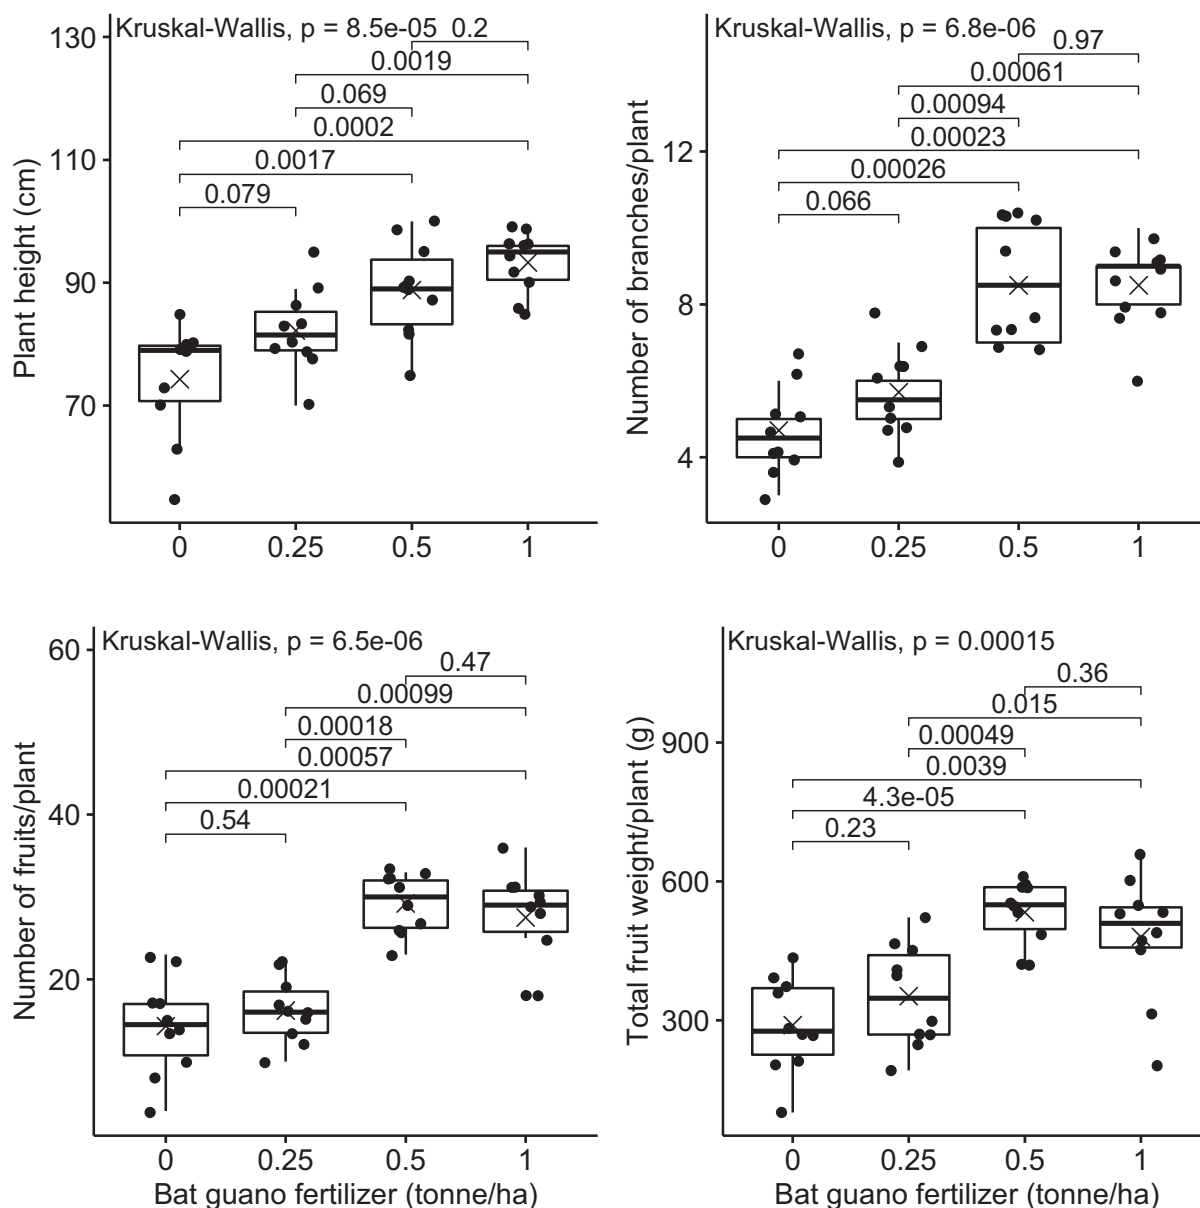 Kruskal-Wallis, p = 8.5e-05
0.2
0.0019
0.069
0.0002
0.0017
0.079
130
110
90
70
Plant height (cm)
0 0.25 0.5 1
Kruskal-Wallis, p = 6.8e-06
0.97
0.00061
0.00094
0.00023
0.00026
0.066
12
8
4
Number of branches/plant
0 0.25 0.5 1
Kruskal-Wallis, p = 6.5e-06
0.47
0.00099
0.00018
0.00057
0.00021
0.54
60
40
20
Number of fruits/plant
0 0.25 0.5 1
Bat guano fertilizer (tonne/ha)
Kruskal-Wallis, p = 0.00015
0.36
0.015
0.00049
0.0039
4.3e-05
0.23
900
600
300
Total fruit weight/plant (g)
0 0.25 0.5 1
Bat guano fertilizer (tonne/ha)